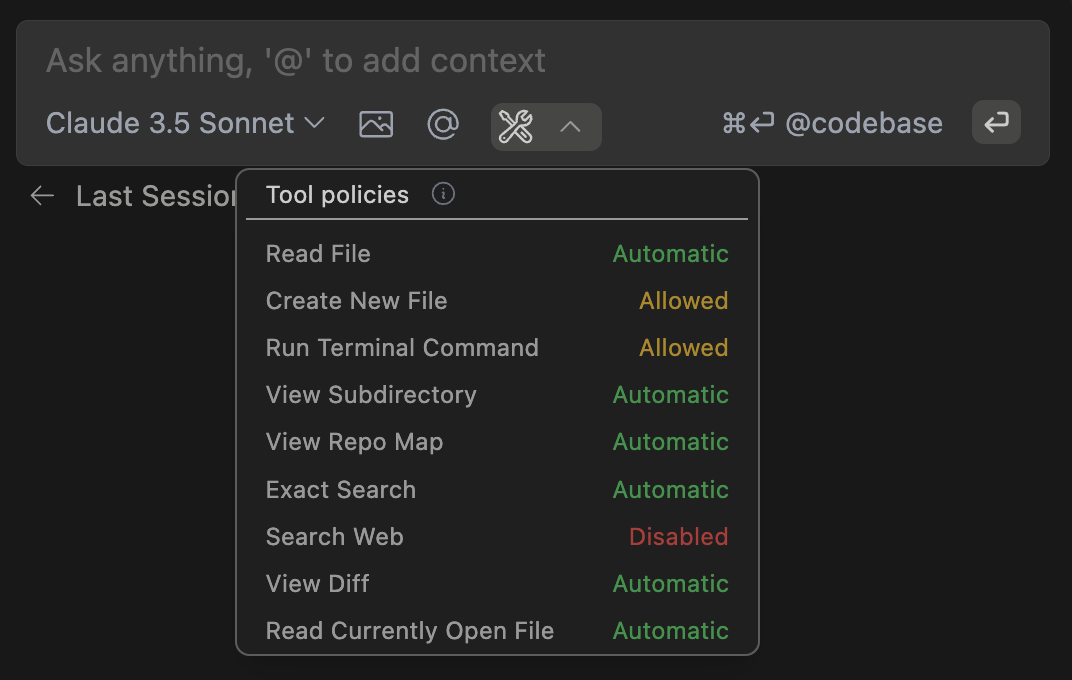 Ask anything, '@' to add context
Claude 3.5 Sonnet
⌘⏎ @codebase
← Last Session
Tool policies
Read File Automatic
Create New File Allowed
Run Terminal Command Allowed
View Subdirectory Automatic
View Repo Map Automatic
Exact Search Automatic
Search Web Disabled
View Diff Automatic
Read Currently Open File Automatic